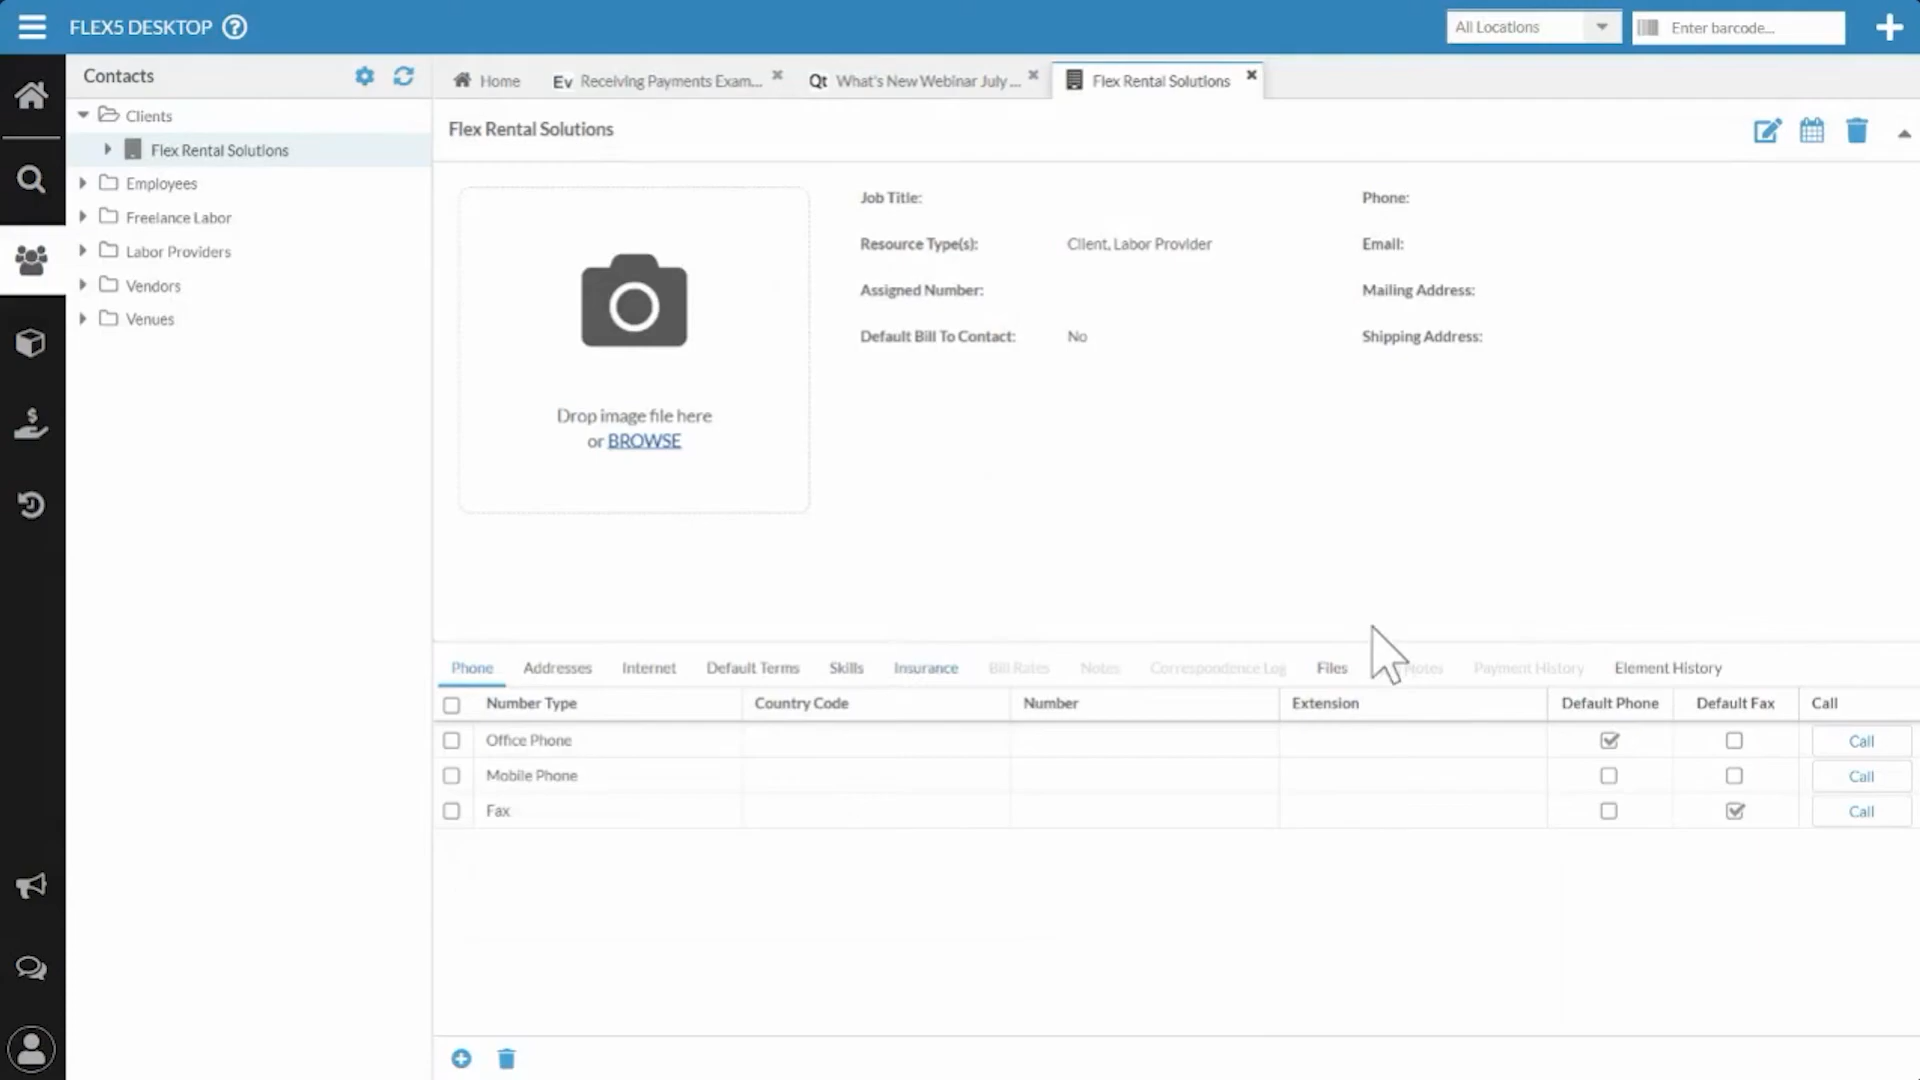 FLEX5 DESKTOP ?
All Locations
Enter barcode...
Contacts
Clients
Flex Rental Solutions
Employees
Freelance Labor
Labor Providers
Vendors
Venues
Home
Ev Receiving Payments Exam...
Qt What's New Webinar July ...
Flex Rental Solutions
Flex Rental Solutions
Drop image file here
or BROWSE
Job Title:
Resource Type(s): Client, Labor Provider
Assigned Number:
Default Bill To Contact: No
Phone:
Email:
Mailing Address:
Shipping Address:
Phone Addresses Internet Default Terms Skills Insurance Bill Rates Notes Correspondence Log Files Notes Payment History Element History
Number Type Country Code Number Extension Default Phone Default Fax Call
Office Phone Call
Mobile Phone Call
Fax Call